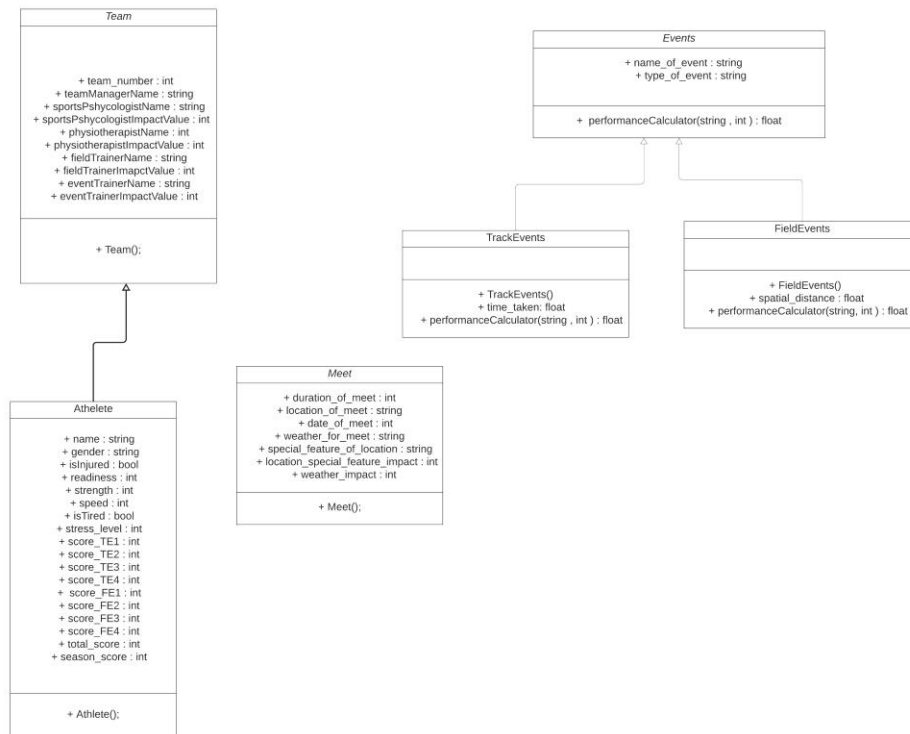 Team
+ team_number : int
+ teamManagerName : string
+ sportsPshycologistName : string
+ sportsPshycologistImpactValue : int
+ physiotherapistName : int
+ physiotherapistImpactValue : int
+ fieldTrainerName : string
+ fieldTrainerImapctValue : int
+ eventTrainerName : string
+ eventTrainerImpactValue : int
+ Team();
Events
+ name_of_event : string
+ type_of_event : string
+ performanceCalculator(string , int ) : float
TrackEvents
+ TrackEvents()
+ time_taken: float
+ performanceCalculator(string , int ) : float
FieldEvents
+ FieldEvents()
+ spatial_distance : float
+ performanceCalculator(string, int ) : float
Meet
+ duration_of_meet : int
+ location_of_meet : string
+ date_of_meet : int
+ weather_for_meet : string
+ special_feature_of_location : string
+ location_special_feature_impact : int
+ weather_impact : int
+ Meet();
Athelete
+ name : string
+ gender : string
+ isInjured : bool
+ readiness : int
+ strength : int
+ speed : int
+ isTired : bool
+ stress_level : int
+ score_TE1 : int
+ score_TE2 : int
+ score_TE3 : int
+ score_TE4 : int
+ score_FE1 : int
+ score_FE2 : int
+ score_FE3 : int
+ score_FE4 : int
+ total_score : int
+ season_score : int
+ Athlete();